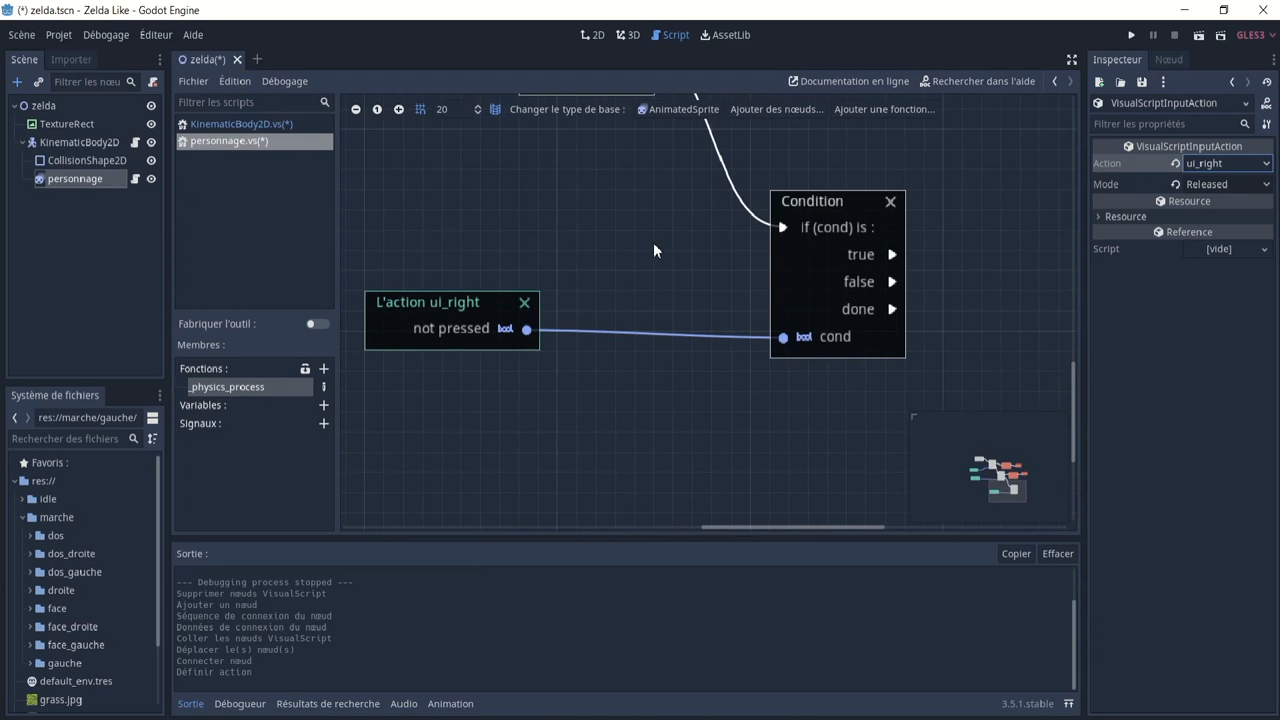 (*) zelda.tscn - Zelda Like - Godot Engine
Scène Projet Débogage Éditeur Aide
2D 3D Script AssetLib
GLES3
Scène Importer
Filtrer les nœu
zelda
TextureRect
KinematicBody2D
CollisionShape2D
personnage
Système de fichiers
res://marche/gauche/
Rechercher des fichiers
Favoris :
res://
idle
marche
dos
dos_droite
dos_gauche
droite
face
face_droite
face_gauche
gauche
default_env.tres
grass.jpg
zelda(*)
Fichier Édition Débogage
Documentation en ligne Rechercher dans l'aide
Filtrer les scripts
KinematicBody2D.vs(*)
personnage.vs(*)
Fabriquer l'outil :
Membres :
Fonctions :
_physics_process
Variables :
Signaux :
20 Changer le type de base : AnimatedSprite Ajouter des nœuds... Ajouter une fonction...
Condition
if (cond) is :
true
false
done
cond
L'action ui_right
not pressed
Sortie :
Copier Effacer
--- Debugging process stopped ---
Supprimer nœuds VisualScript
Ajouter un nœud
Séquence de connexion du nœud
Données de connexion du nœud
Coller les nœuds VisualScript
Déplacer le(s) nœud(s)
Connecter nœud
Définir action
Sortie Débogueur Résultats de recherche Audio Animation
3.5.1.stable
Inspecteur Nœud
VisualScriptInputAction
Filtrer les propriétés
VisualScriptInputAction
Action ui_right
Mode Released
Resource
Resource
Reference
Script [vide]